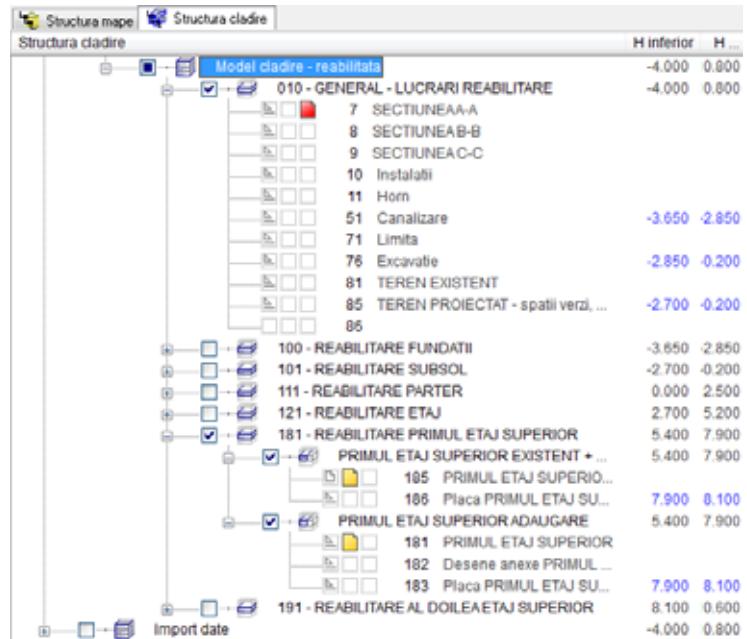 Structura mape Structura cladire
Structura cladire H inferior H ...
Model cladire - reabilitata -4.000 0.800
010 - GENERAL - LUCRARI REABILITARE -4.000 0.800
7 SECTIUNEA A-A
8 SECTIUNEA B-B
9 SECTIUNEA C-C
10 Instalatii
11 Horn
51 Canalizare -3.650 -2.850
71 Limita
76 Excavatie -2.850 -0.200
81 TEREN EXISTENT
85 TEREN PROIECTAT - spatii verzi, ... -2.700 -0.200
86
100 - REABILITARE FUNDATII -3.650 -2.850
101 - REABILITARE SUBSOL -2.700 -0.200
111 - REABILITARE PARTER 0.000 2.500
121 - REABILITARE ETAJ 2.700 5.200
181 - REABILITARE PRIMUL ETAJ SUPERIOR 5.400 7.900
PRIMUL ETAJ SUPERIOR EXISTENT + ... 5.400 7.900
185 PRIMUL ETAJ SUPERIO...
186 Placa PRIMUL ETAJ SU... 7.900 8.100
PRIMUL ETAJ SUPERIOR ADAUGARE 5.400 7.900
181 PRIMUL ETAJ SUPERIOR
182 Desene anexe PRIMUL ...
183 Placa PRIMUL ETAJ SU... 7.900 8.100
191 - REABILITARE AL DOILEA ETAJ SUPERIOR 8.100 0.600
Import date -4.000 0.800